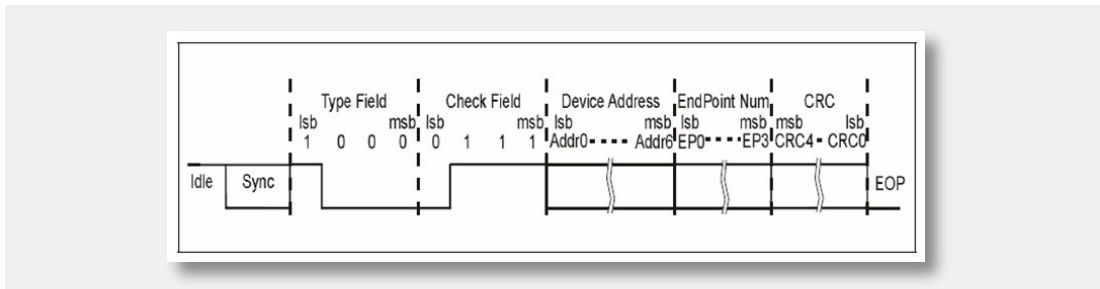 Type Field Check Field Device Address EndPoint Num CRC
lsb msb lsb msb lsb msb lsb msb msb lsb
1 0 0 0 0 1 1 1 Addr0---- Addr6 EP0----EP3 CRC4- CRC0
Idle Sync EOP